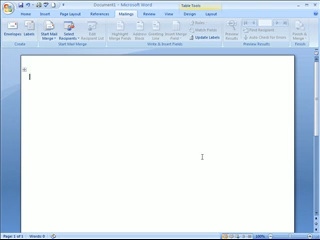 Document1 - Microsoft Word
Table Tools
Home Insert Page Layout References Mailings Review View Design Layout
Envelopes Labels
Start Mail Merge Select Recipients Edit Recipient List
Highlight Merge Fields Address Block Greeting Line Insert Merge Field
Rules
Match Fields
Update Labels
Preview Results
Find Recipient
Auto Check for Errors
Finish & Merge
Create Start Mail Merge Write & Insert Fields Preview Results Finish
Page: 1 of 1 Words: 0 100%